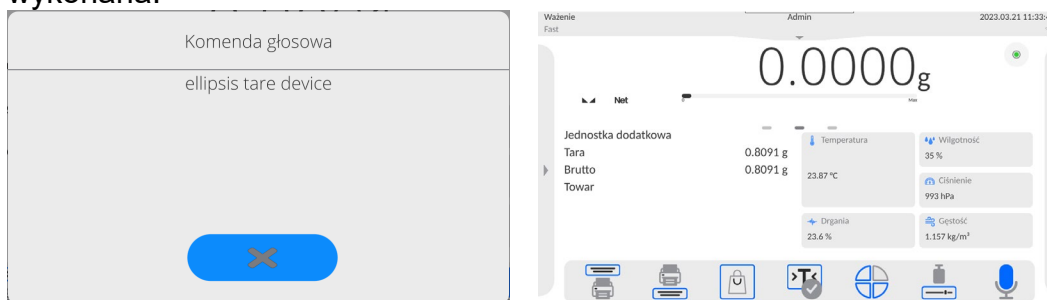 wykonana.
Komenda głosowa
ellipsis tare device
Ważenie
Admin
2023.03.21 11:33:
Fast
0.0000 g
Net
0
Max
Jednostka dodatkowa
Tara 0.8091 g
Brutto 0.8091 g
Towar
Temperatura
23.87 °C
Wilgotność
35 %
Ciśnienie
993 hPa
Drgania
23.6 %
Gęstość
1.157 kg/m³
>T<